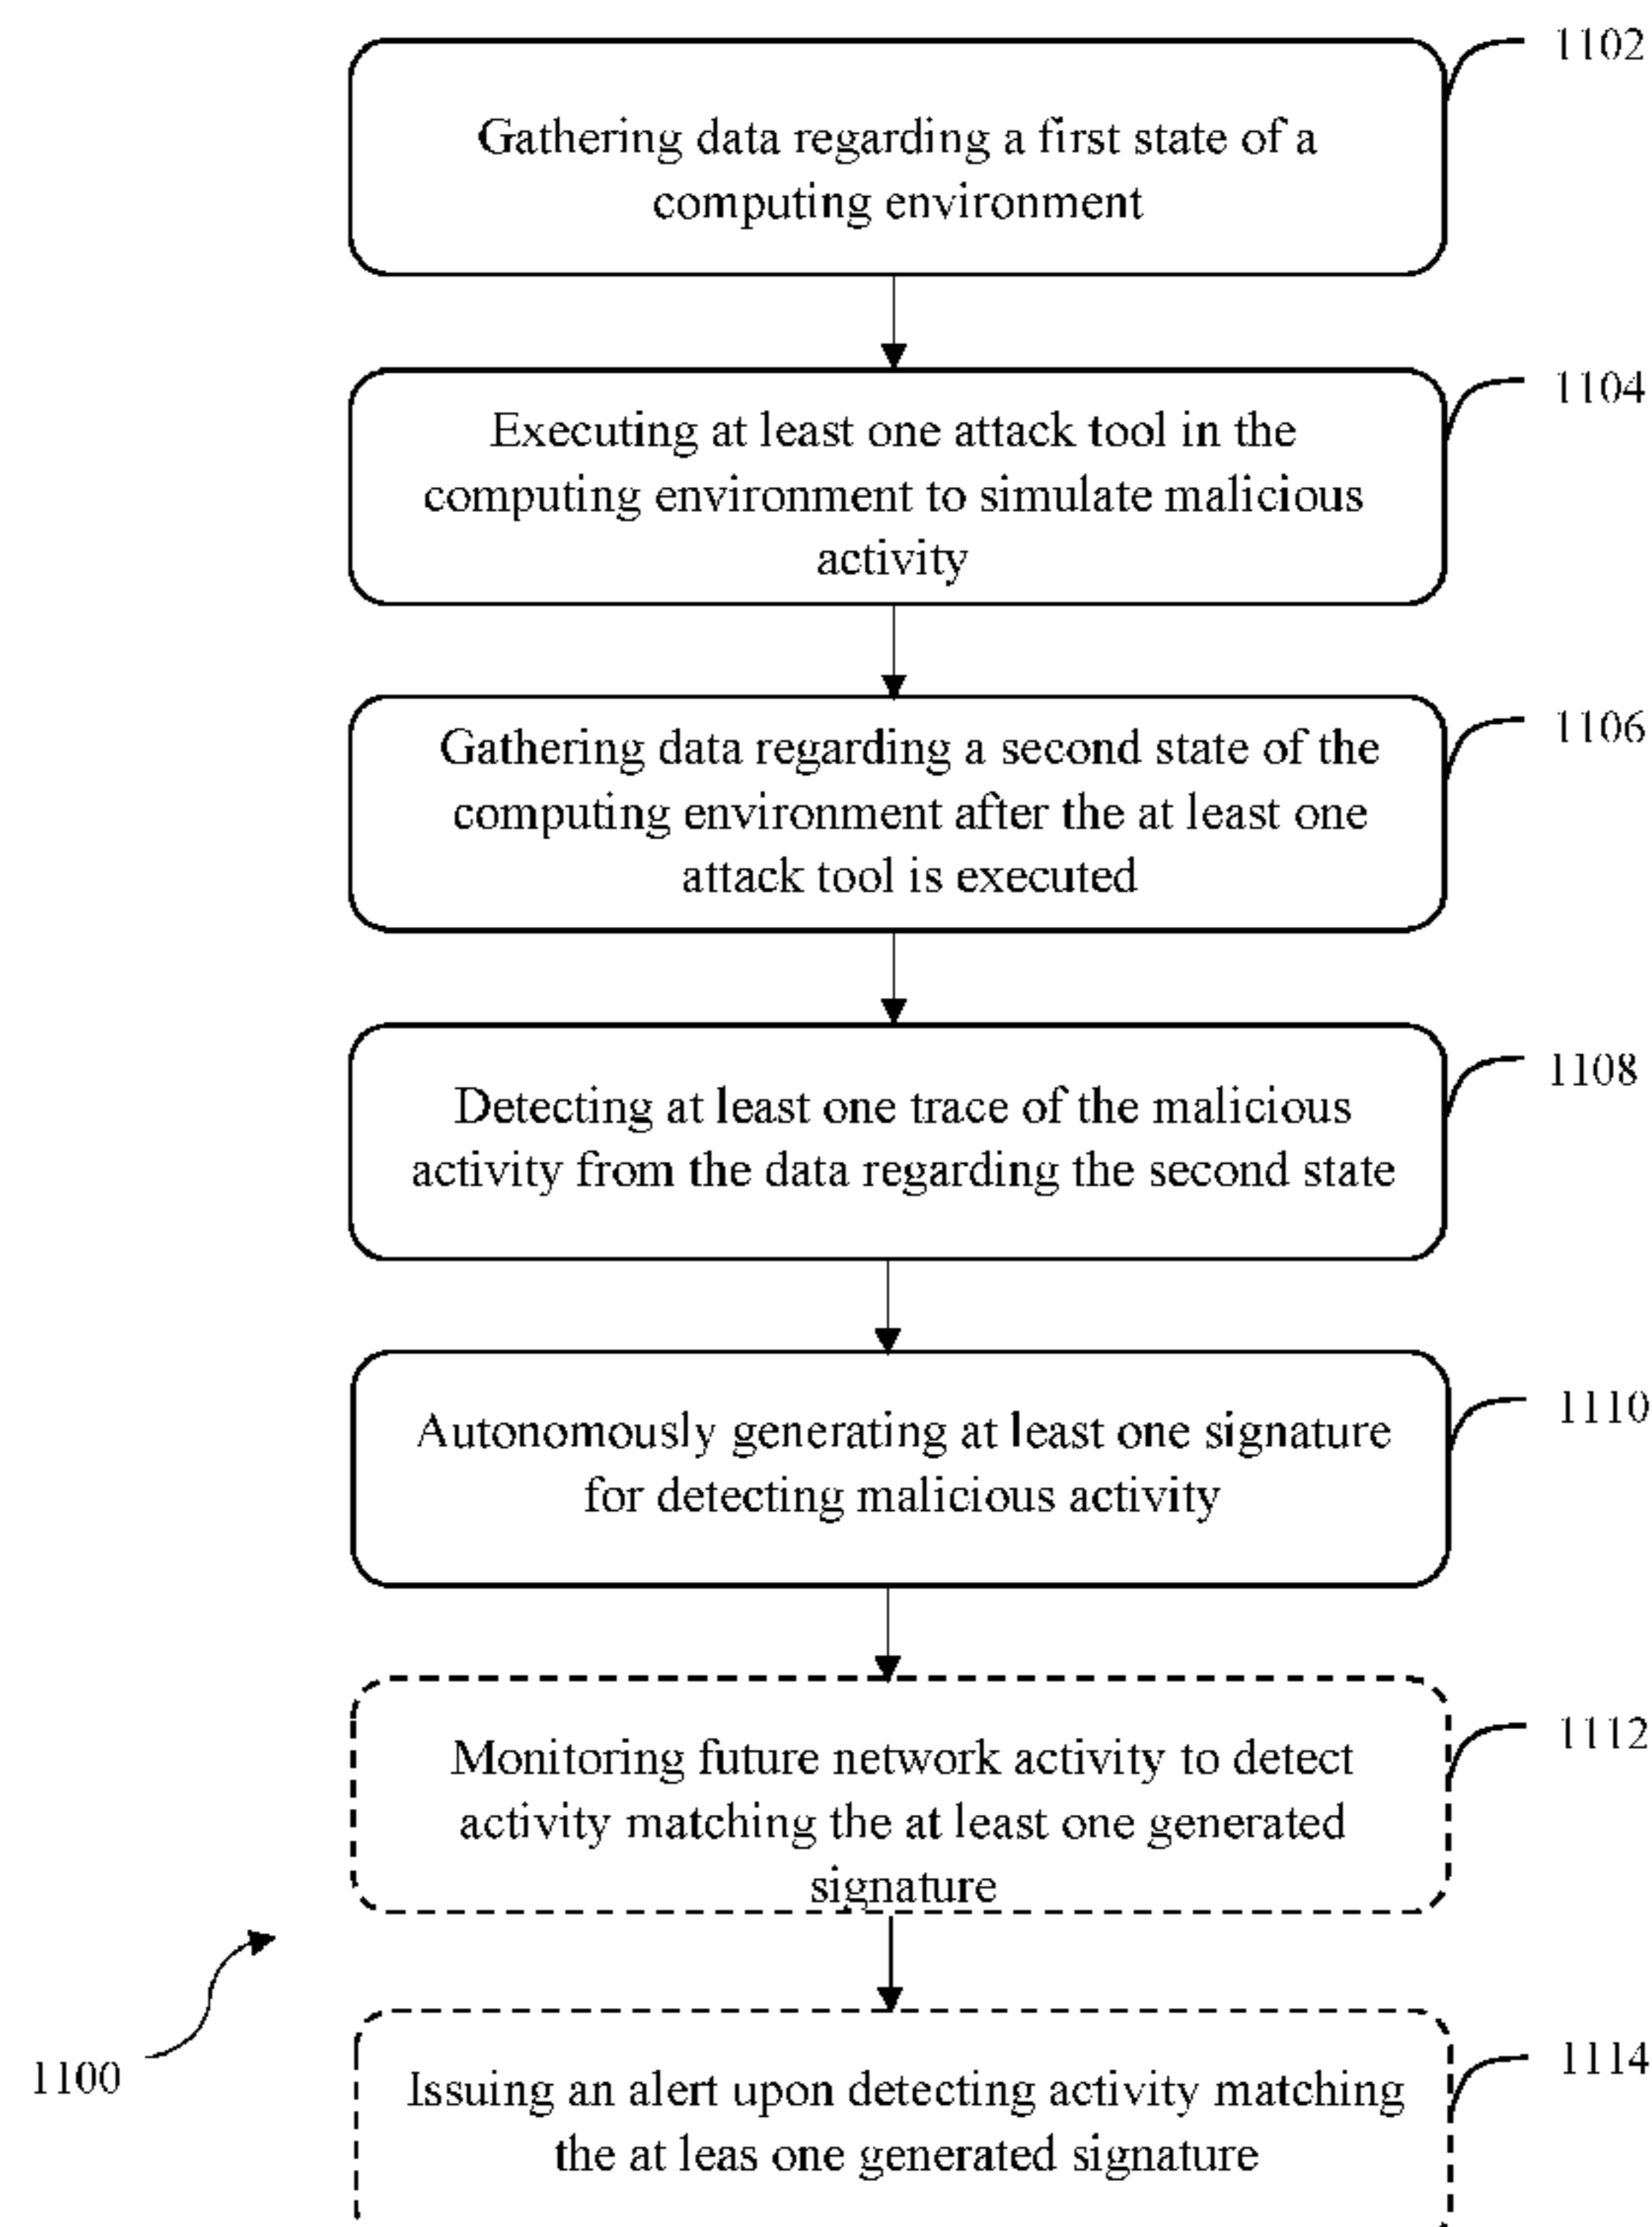 1102
Gathering data regarding a first state of a
computing environment
1104
Executing at least one attack tool in the
computing environment to simulate malicious
activity
1106
Gathering data regarding a second state of the
computing environment after the at least one
attack tool is executed
1108
Detecting at least one trace of the malicious
activity from the data regarding the second state
1110
Autonomously generating at least one signature
for detecting malicious activity
1112
Monitoring future network activity to detect
activity matching the at least one generated
signature
1100
1114
Issuing an alert upon detecting activity matching
the at leas one generated signature